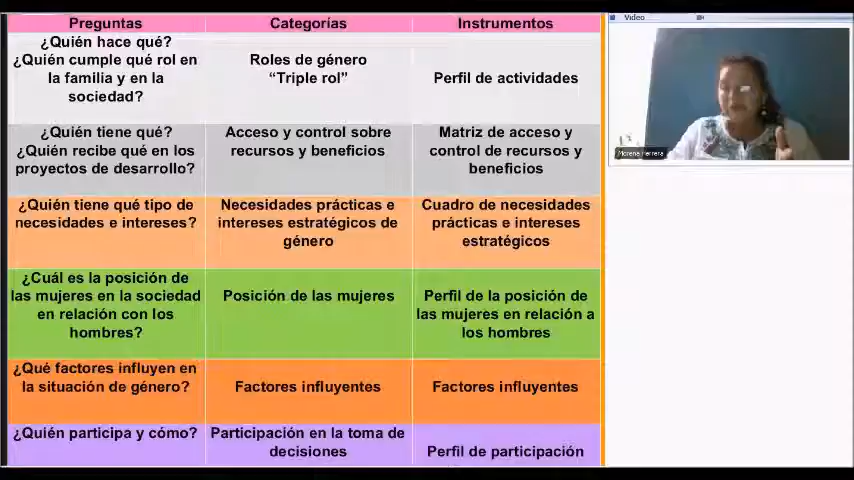 Preguntas
Categorías
Instrumentos
¿Quién hace qué?
¿Quién cumple qué rol en
la familia y en la
sociedad?
Roles de género
“Triple rol”
Perfil de actividades
¿Quién tiene qué?
¿Quién recibe qué en los
proyectos de desarrollo?
Acceso y control sobre
recursos y beneficios
Matriz de acceso y
control de recursos y
beneficios
¿Quién tiene qué tipo de
necesidades e intereses?
Necesidades prácticas e
intereses estratégicos de
género
Cuadro de necesidades
prácticas e intereses
estratégicos
¿Cuál es la posición de
las mujeres en la sociedad
en relación con los
hombres?
Posición de las mujeres
Perfil de la posición de
las mujeres en relación a
los hombres
¿Qué factores influyen en
la situación de género?
Factores influyentes
Factores influyentes
¿Quién participa y cómo?
Participación en la toma de
decisiones
Perfil de participación
Video
Morena Herrera